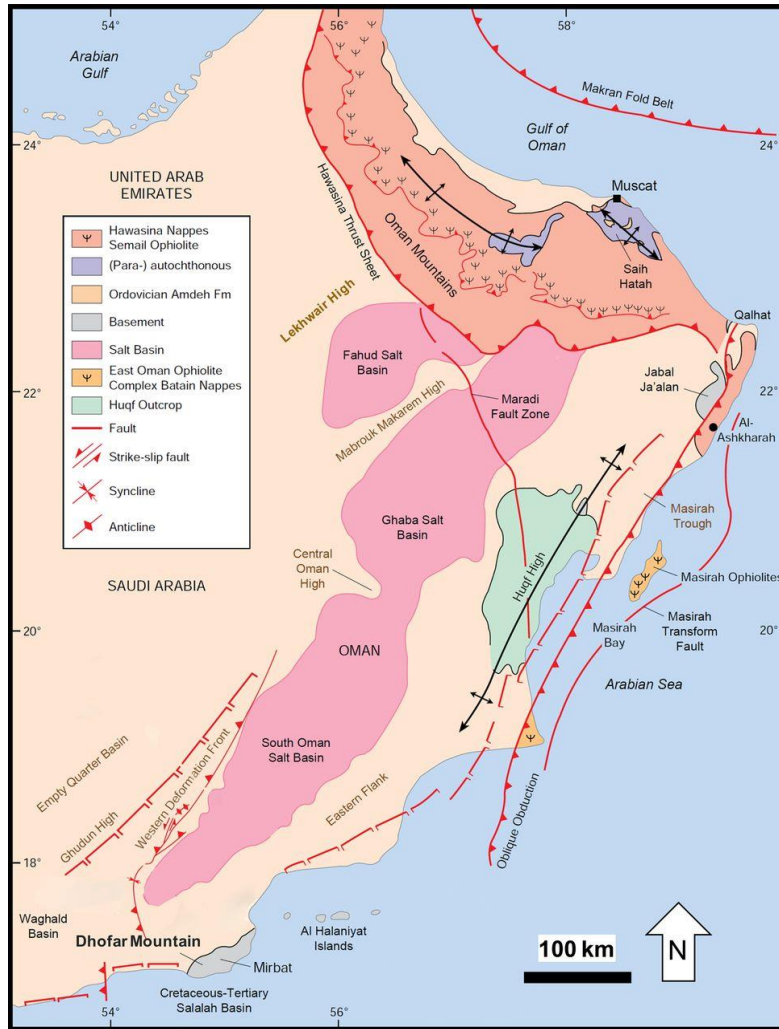 54°
56°
58°
Arabian
Gulf
Makran Fold Belt
Gulf of
Oman
24°
24°
UNITED ARAB
EMIRATES
Muscat
Hawasina Thrust Sheet
Oman Mountains
Saih
Hatah
Hawasina Nappes
Semail Ophiolite
(Para-) autochthonous
Ordovician Amdeh Fm
Basement
Salt Basin
East Oman Ophiolite
Complex Batain Nappes
Huqf Outcrop
Fault
Strike-slip fault
Syncline
Anticline
Lekhwair High
Qalhat
Fahud Salt
Basin
Jabal
Ja'alan
22°
22°
Maradi
Fault Zone
Mabrouk Makarem High
Al-
Ashkharah
Masirah
Trough
Ghaba Salt
Basin
Central
Oman
High
Huqf High
Masirah Ophiolites
SAUDI ARABIA
Masirah
Bay
Masirah
Transform
Fault
20°
20°
OMAN
Arabian Sea
Empty Quarter Basin
Ghudun High
Western Deformation Front
South Oman
Salt Basin
Eastern Flank
Oblique Obduction
18°
18°
Waghald
Basin
Dhofar Mountain
Mirbat
Al Halaniyat
Islands
100 km
N
Cretaceous-Tertiary
Salalah Basin
54°
56°